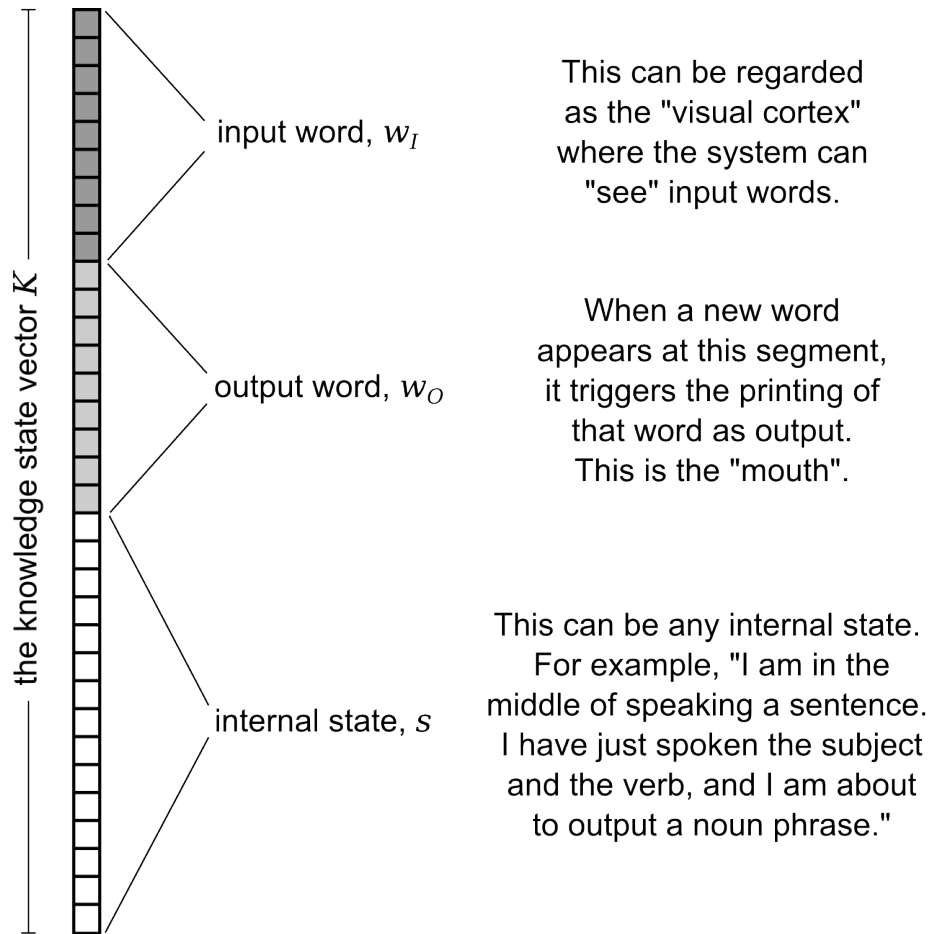 the knowledge state vector K
input word, w_I
This can be regarded
as the "visual cortex"
where the system can
"see" input words.
output word, w_O
When a new word
appears at this segment,
it triggers the printing of
that word as output.
This is the "mouth".
internal state, s
This can be any internal state.
For example, "I am in the
middle of speaking a sentence.
I have just spoken the subject
and the verb, and I am about
to output a noun phrase."